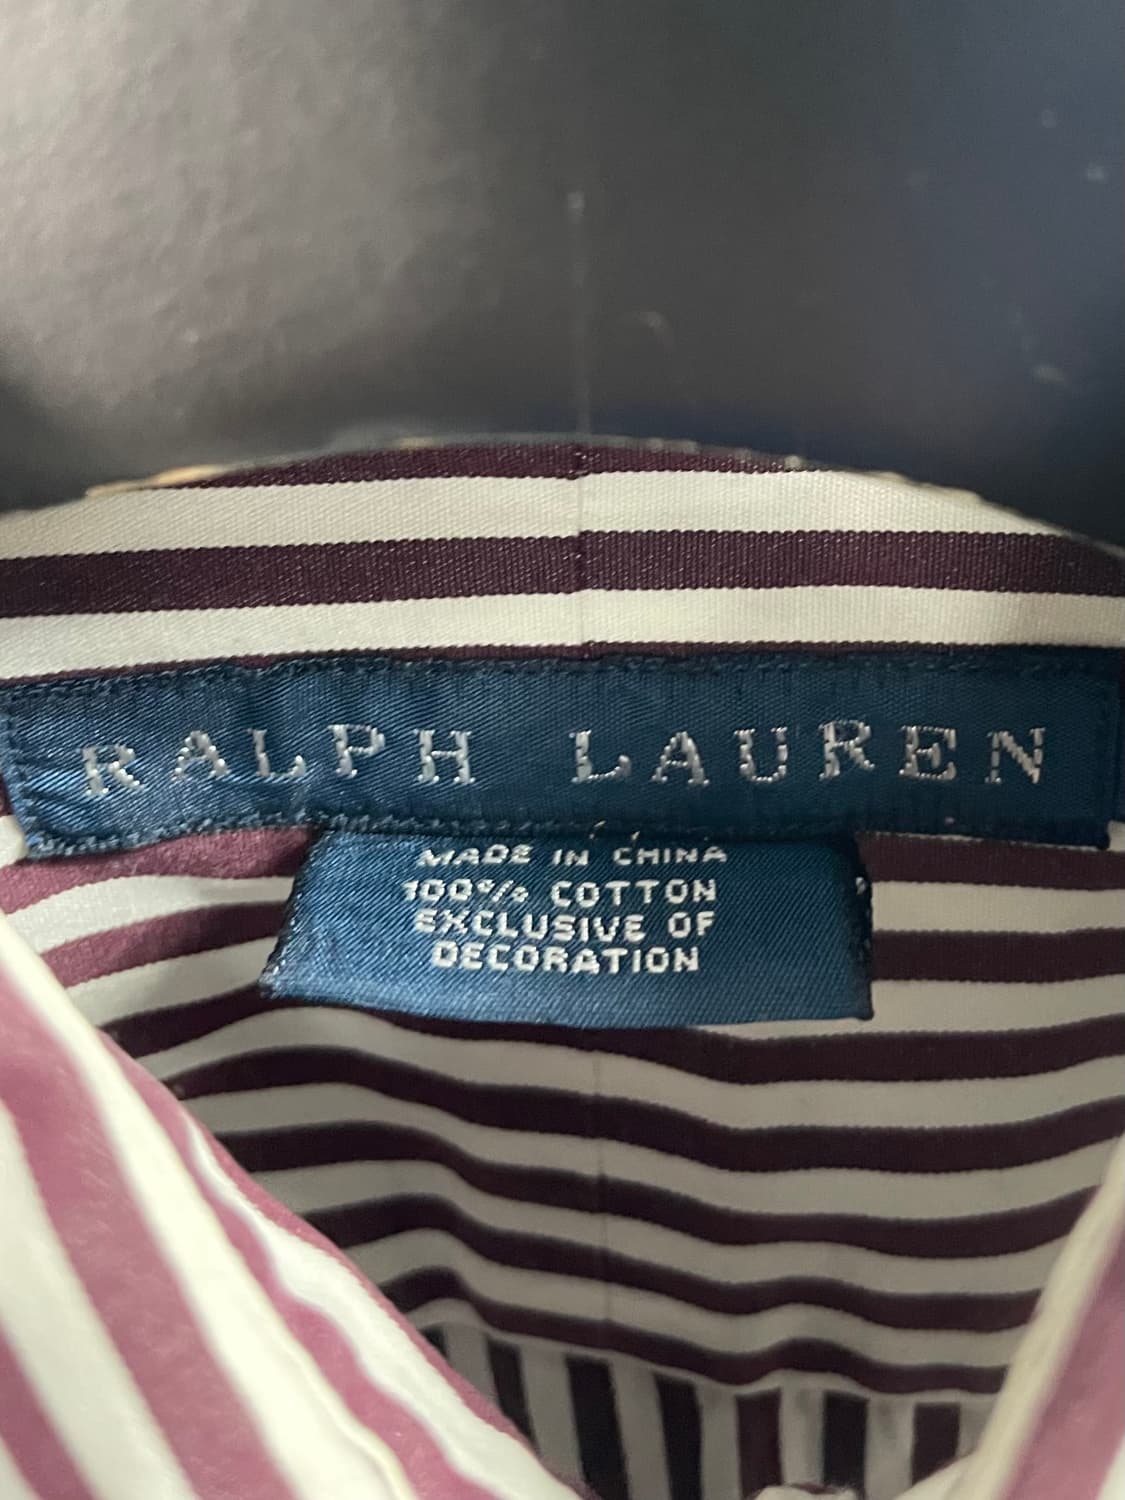 RALPH LAUREN
MADE IN CHINA
100% COTTON
EXCLUSIVE OF
DECORATION